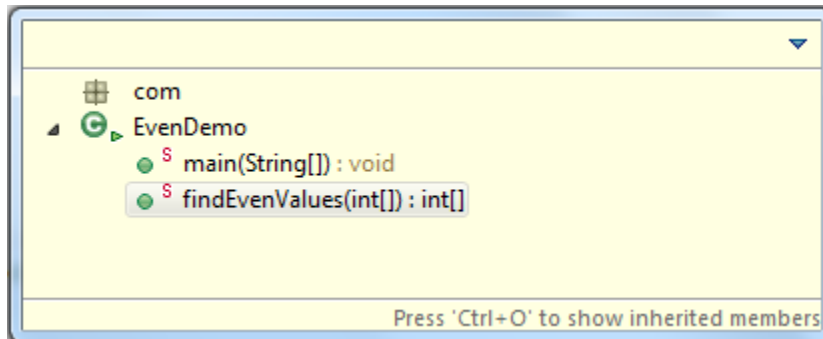 com
EvenDemo
S main(String[]) : void
S findEvenValues(int[]) : int[]
Press 'Ctrl+O' to show inherited members